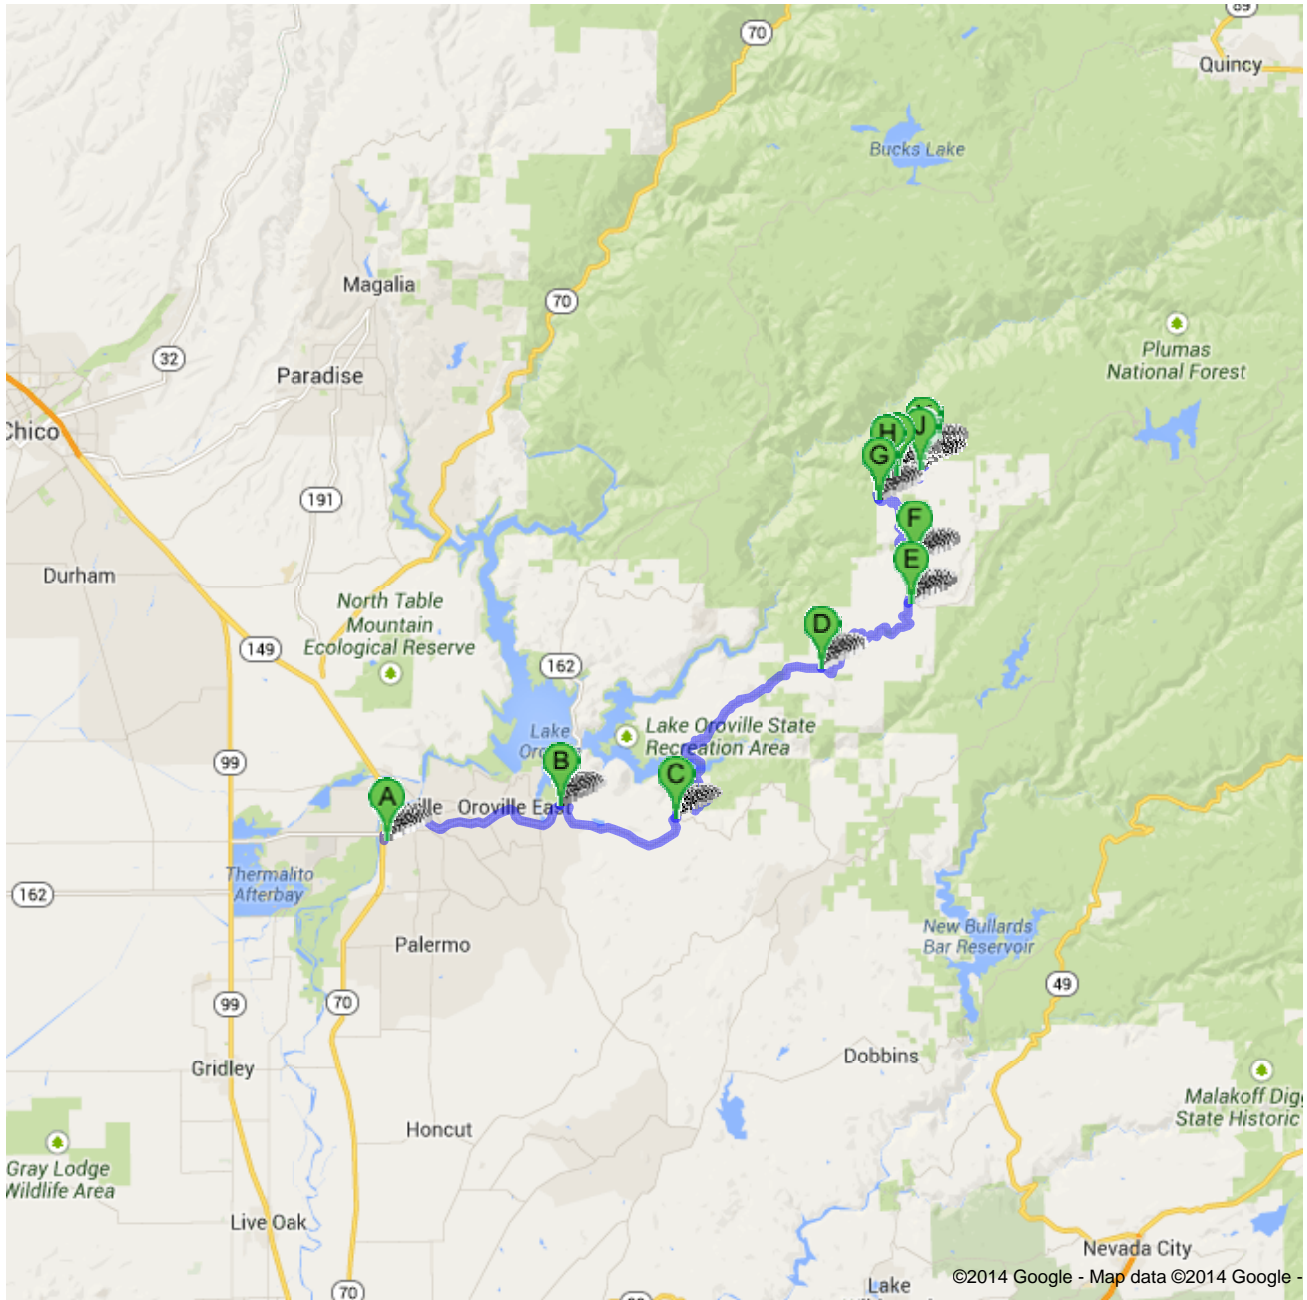 89
70
Quincy
Bucks Lake
Magalia
70
Plumas
National Forest
32
Paradise
Chico
H
J
G
191
F
E
Durham
North Table
Mountain
Ecological Reserve
149
D
162
Lake
Lake Oroville State
Recreation Area
99
B
C
A
Oroville East
Thermalito
Afterbay
162
New Bullards
Bar Reservoir
Palermo
49
99
70
Dobbins
Gridley
Malakoff Digg
State Historic
Honcut
Gray Lodge
Wildlife Area
Live Oak
Nevada City
©2014 Google - Map data ©2014 Google -
Lake
70